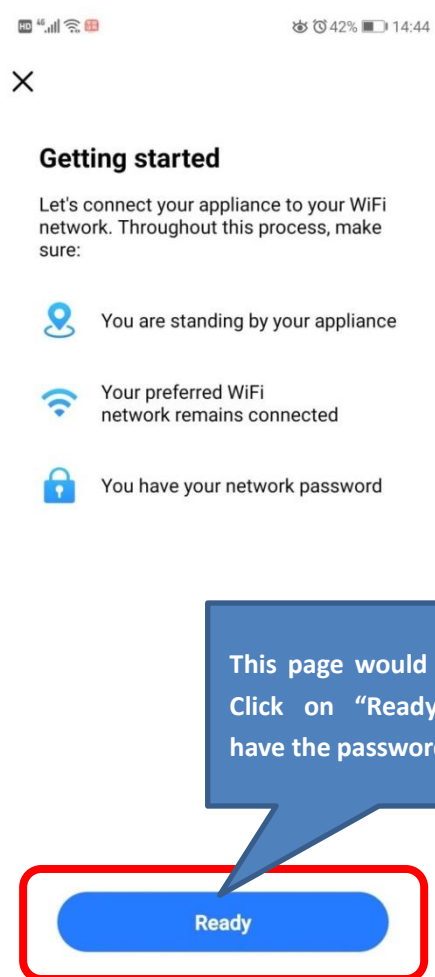 HD 4G 42% 14:44
Getting started
Let's connect your appliance to your WiFi
network. Throughout this process, make
sure:
You are standing by your appliance
Your preferred WiFi
network remains connected
You have your network password
This page would
Click on “Ready
have the passwor
Ready